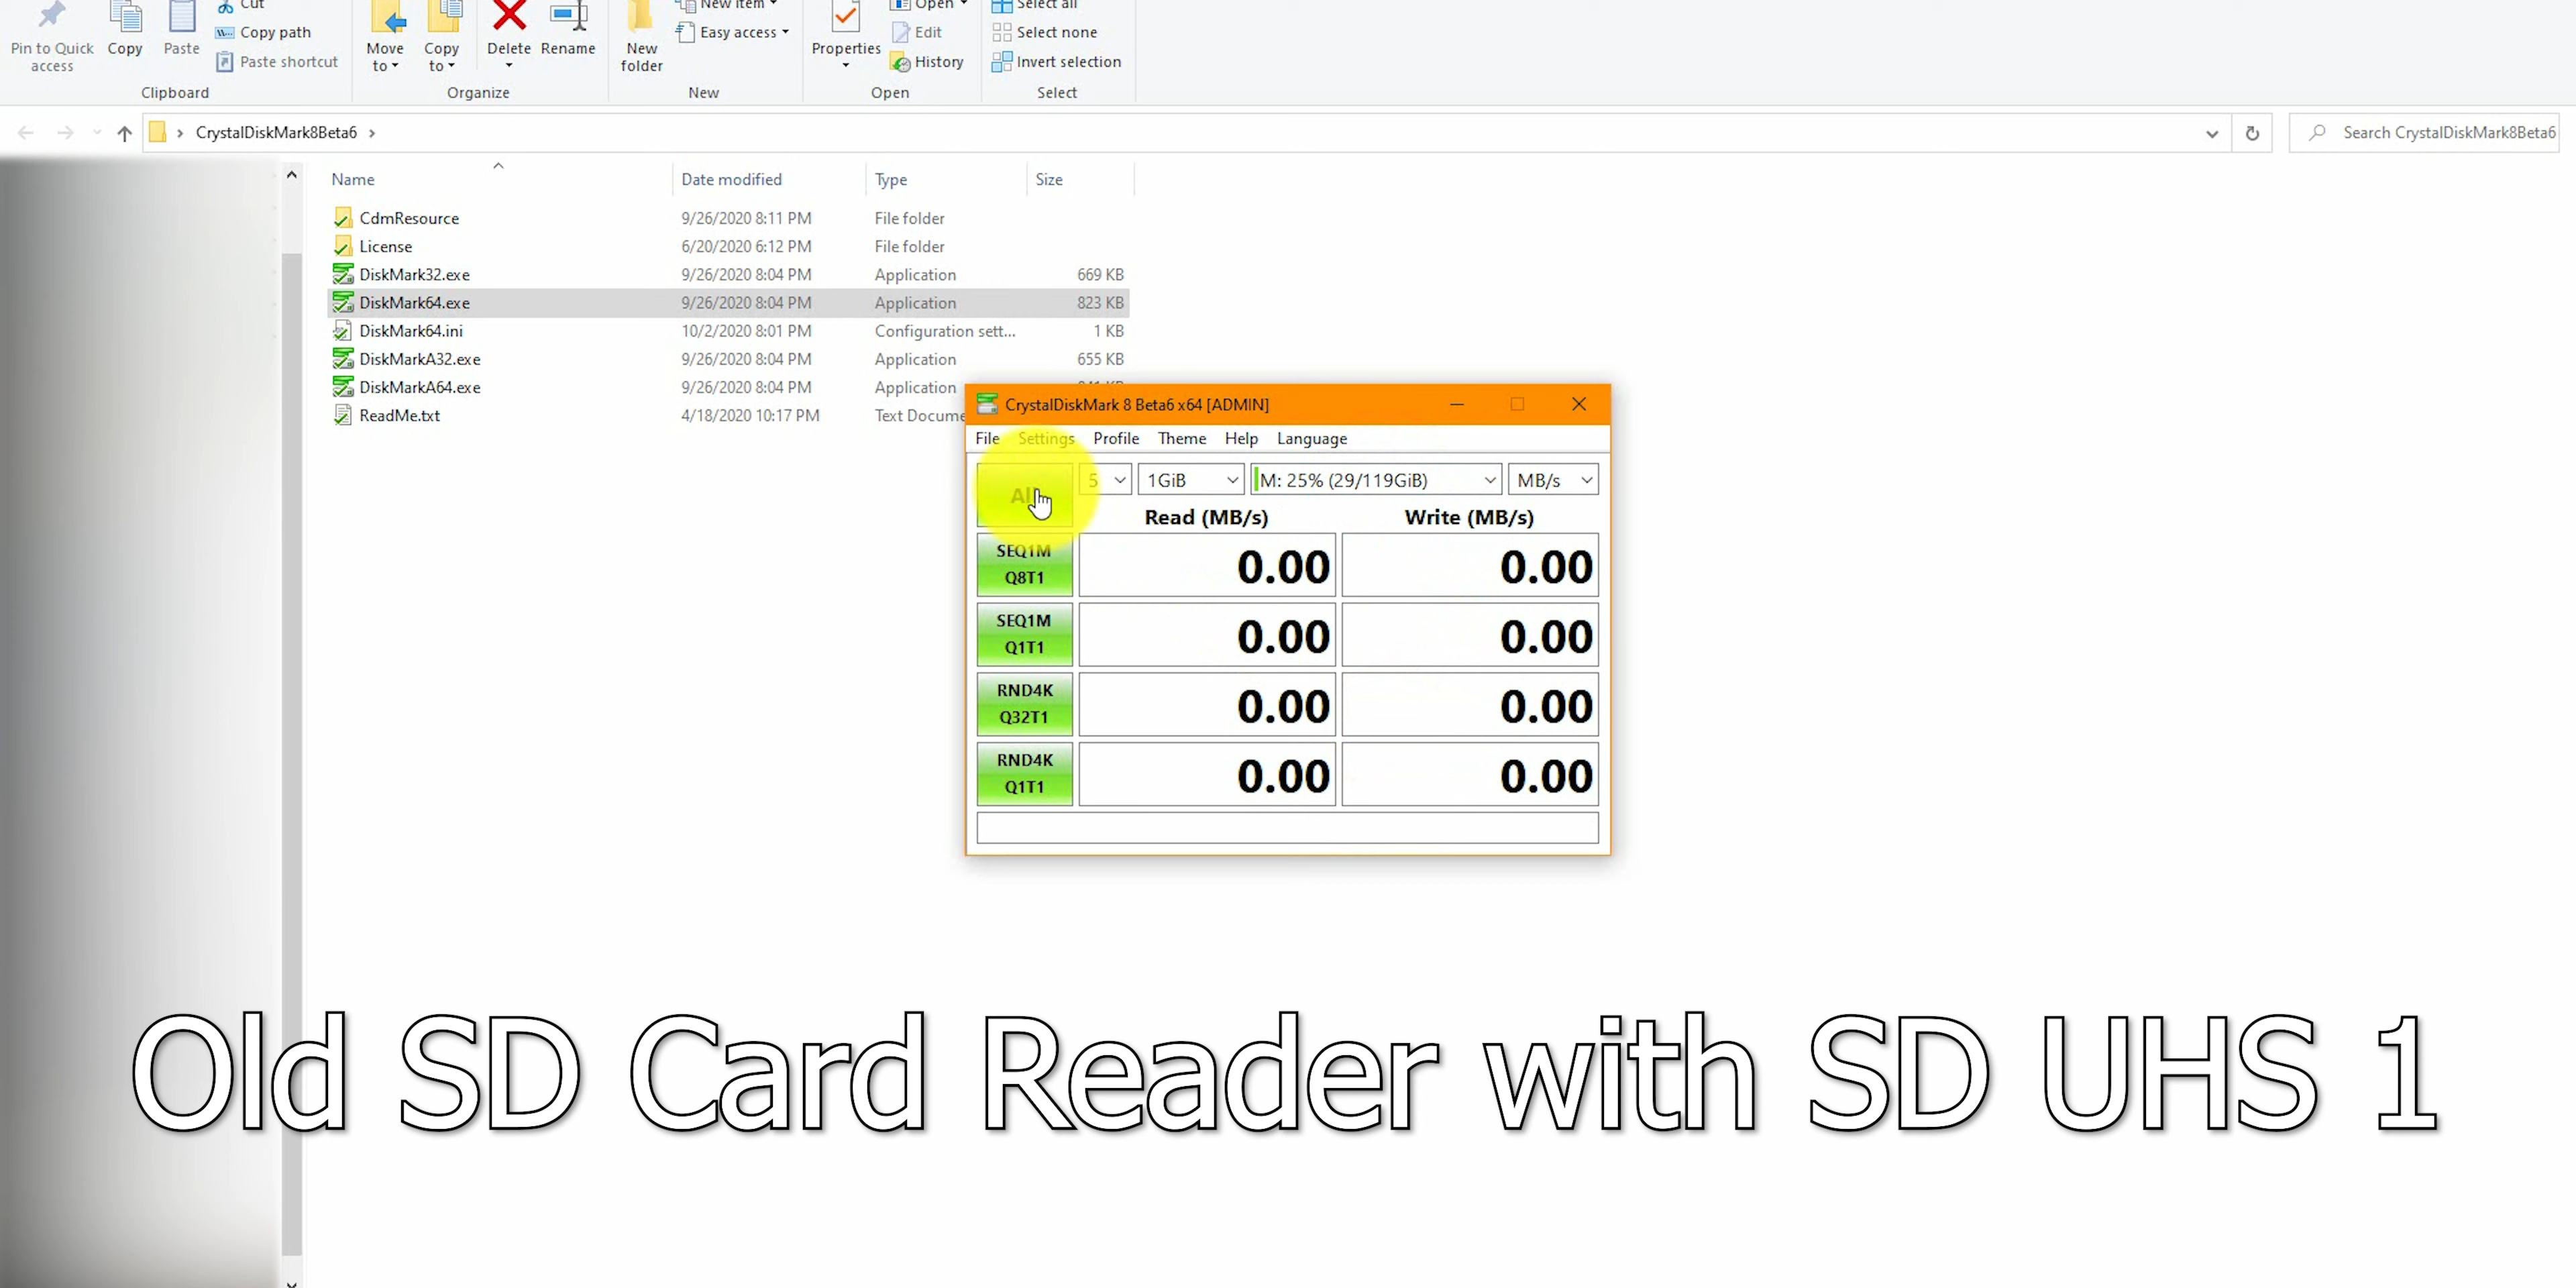 Cut
New item
Open
Select all
Copy path
Easy access
Edit
Select none
Pin to Quick access
Copy
Paste
Paste shortcut
Move to
Copy to
Delete
Rename
New folder
Properties
History
Invert selection
Clipboard
Organize
New
Open
Select
CrystalDiskMark8Beta6
Search CrystalDiskMark8Beta6
Name Date modified Type Size
CdmResource 9/26/2020 8:11 PM File folder
License 6/20/2020 6:12 PM File folder
DiskMark32.exe 9/26/2020 8:04 PM Application 669 KB
DiskMark64.exe 9/26/2020 8:04 PM Application 823 KB
DiskMark64.ini 10/2/2020 8:01 PM Configuration sett... 1 KB
DiskMarkA32.exe 9/26/2020 8:04 PM Application 655 KB
DiskMarkA64.exe 9/26/2020 8:04 PM Application
ReadMe.txt 4/18/2020 10:17 PM Text Docume
CrystalDiskMark 8 Beta6 x64 [ADMIN]
File Settings Profile Theme Help Language
All 5 1GiB M: 25% (29/119GiB) MB/s
Read (MB/s) Write (MB/s)
SEQ1M
Q8T1
0.00 0.00
SEQ1M
Q1T1
0.00 0.00
RND4K
Q32T1
0.00 0.00
RND4K
Q1T1
0.00 0.00
Old SD Card Reader with SD UHS 1